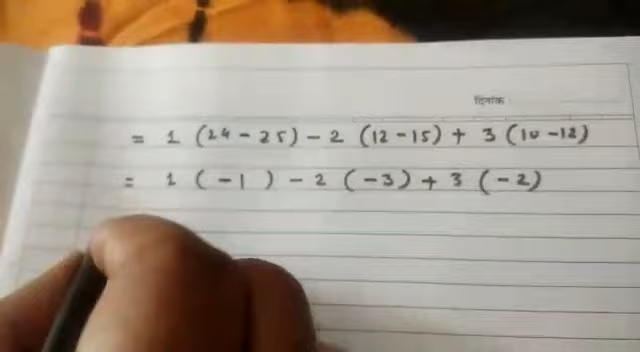 दिनांक :
= 1 (24 - 25) - 2 (12 - 15) + 3 (10 - 12)
= 1 ( - 1 ) - 2 ( - 3) + 3 ( - 2)